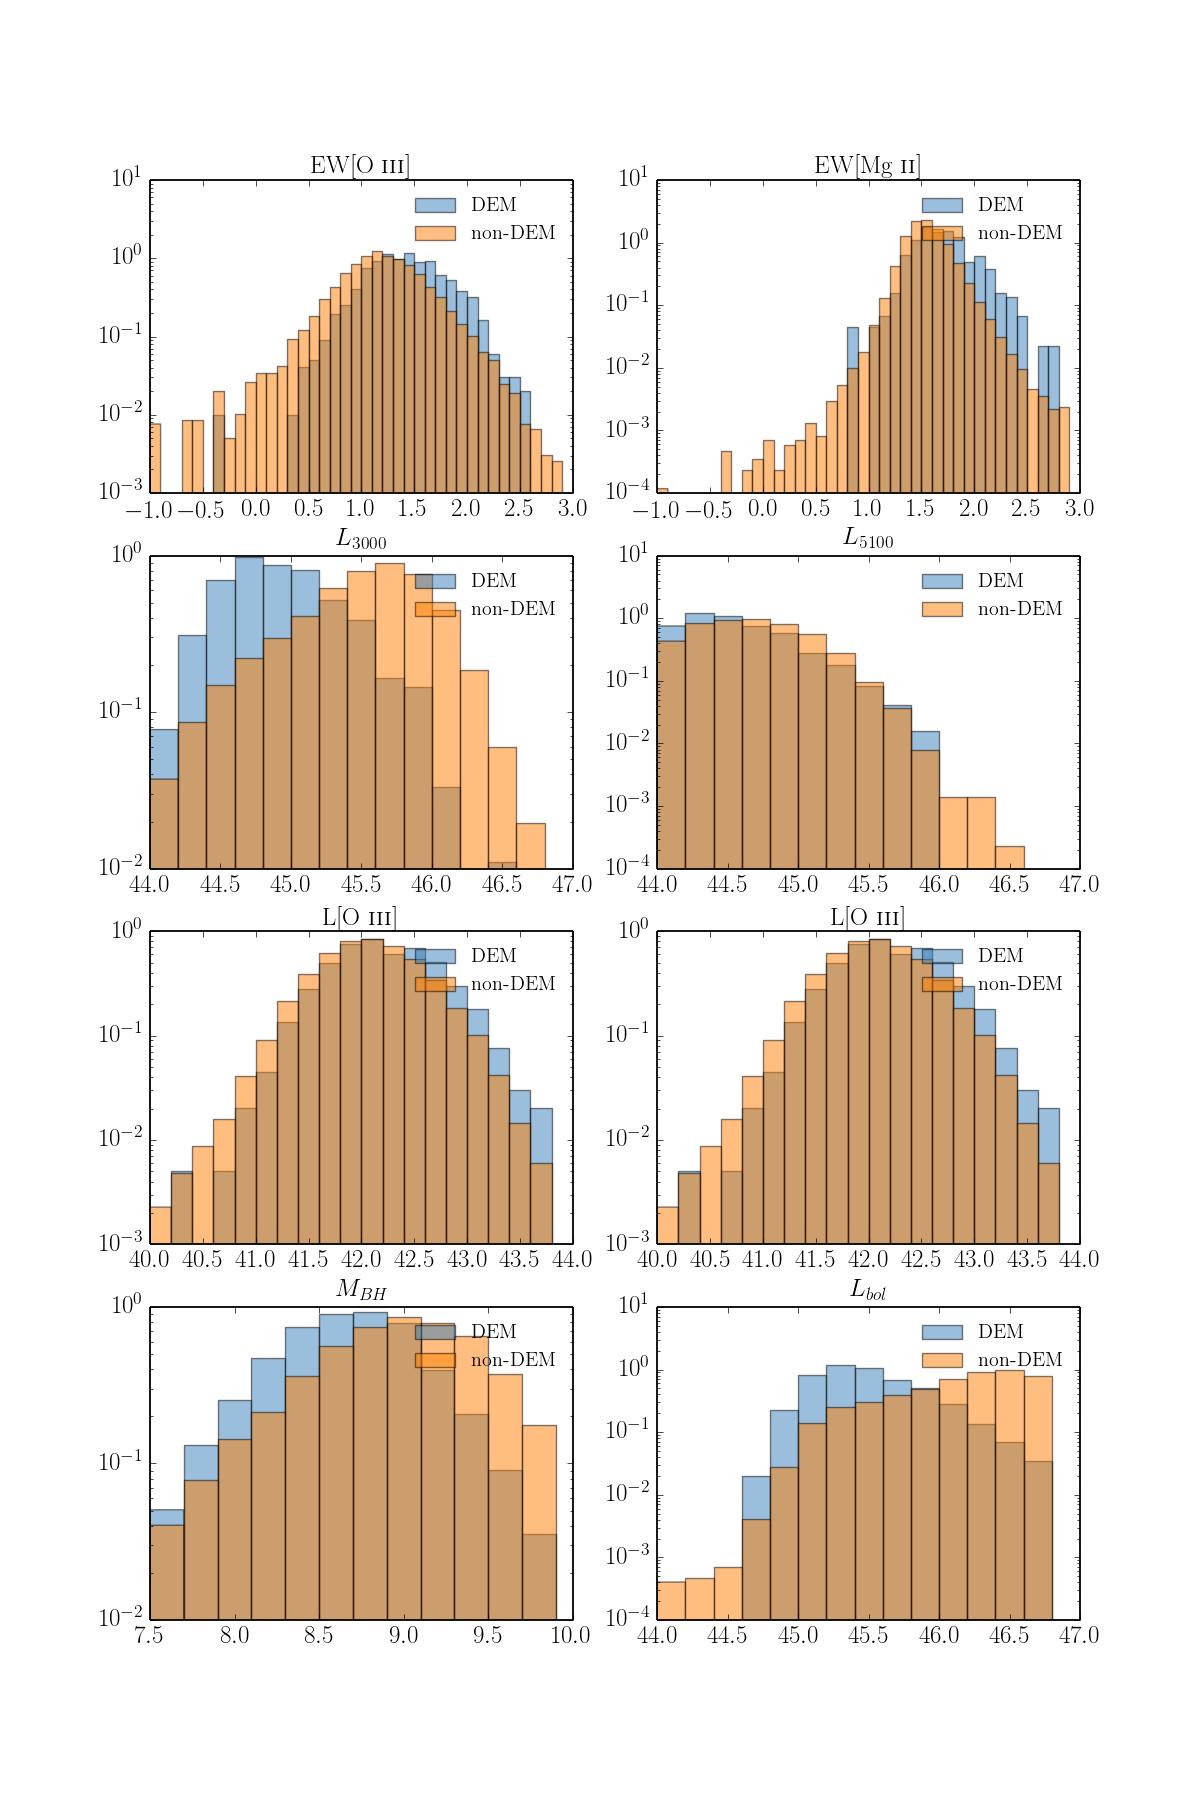 EW[O III] EW[Mg II]
10^1 DEM 10^1 DEM
non-DEM non-DEM
10^0 10^0
10^{-1} 10^{-1}
10^{-2} 10^{-2}
10^{-3}
10^{-3} 10^{-4}
−1.0 −0.5 0.0 0.5 1.0 1.5 2.0 2.5 3.0 −1.0 −0.5 0.0 0.5 1.0 1.5 2.0 2.5 3.0
L_{3000} L_{5100}
10^0 DEM 10^1 DEM
non-DEM non-DEM
10^0
10^{-1} 10^{-1}
10^{-2}
10^{-3}
10^{-2} 10^{-4}
44.0 44.5 45.0 45.5 46.0 46.5 47.0 44.0 44.5 45.0 45.5 46.0 46.5 47.0
L[O III] L[O III]
10^0 DEM 10^0 DEM
non-DEM non-DEM
10^{-1} 10^{-1}
10^{-2} 10^{-2}
10^{-3} 10^{-3}
40.0 40.5 41.0 41.5 42.0 42.5 43.0 43.5 44.0 40.0 40.5 41.0 41.5 42.0 42.5 43.0 43.5 44.0
M_{BH} L_{bol}
10^0 DEM 10^1 DEM
non-DEM non-DEM
10^0
10^{-1} 10^{-1}
10^{-2}
10^{-3}
10^{-2} 10^{-4}
7.5 8.0 8.5 9.0 9.5 10.0 44.0 44.5 45.0 45.5 46.0 46.5 47.0